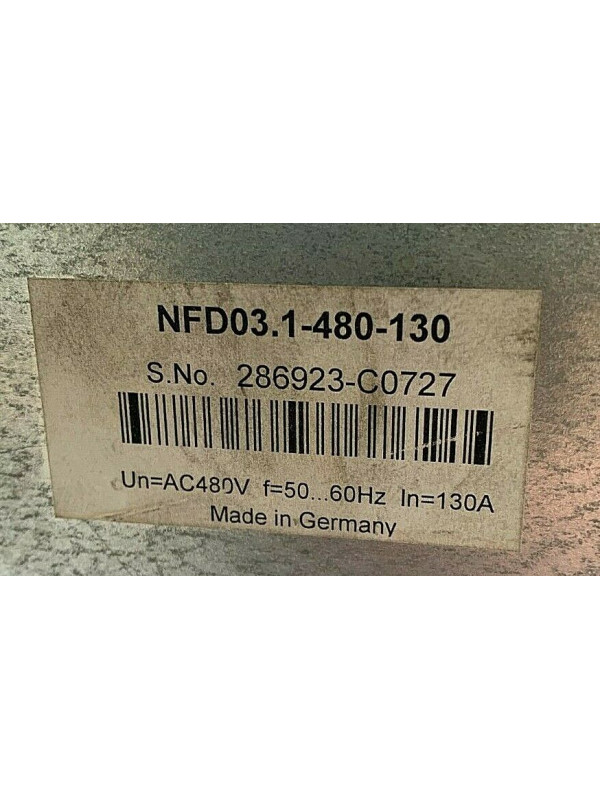 NFD03.1-480-130
S.No. 286923-C0727
Un=AC480V f=50...60Hz In=130A
Made in Germany